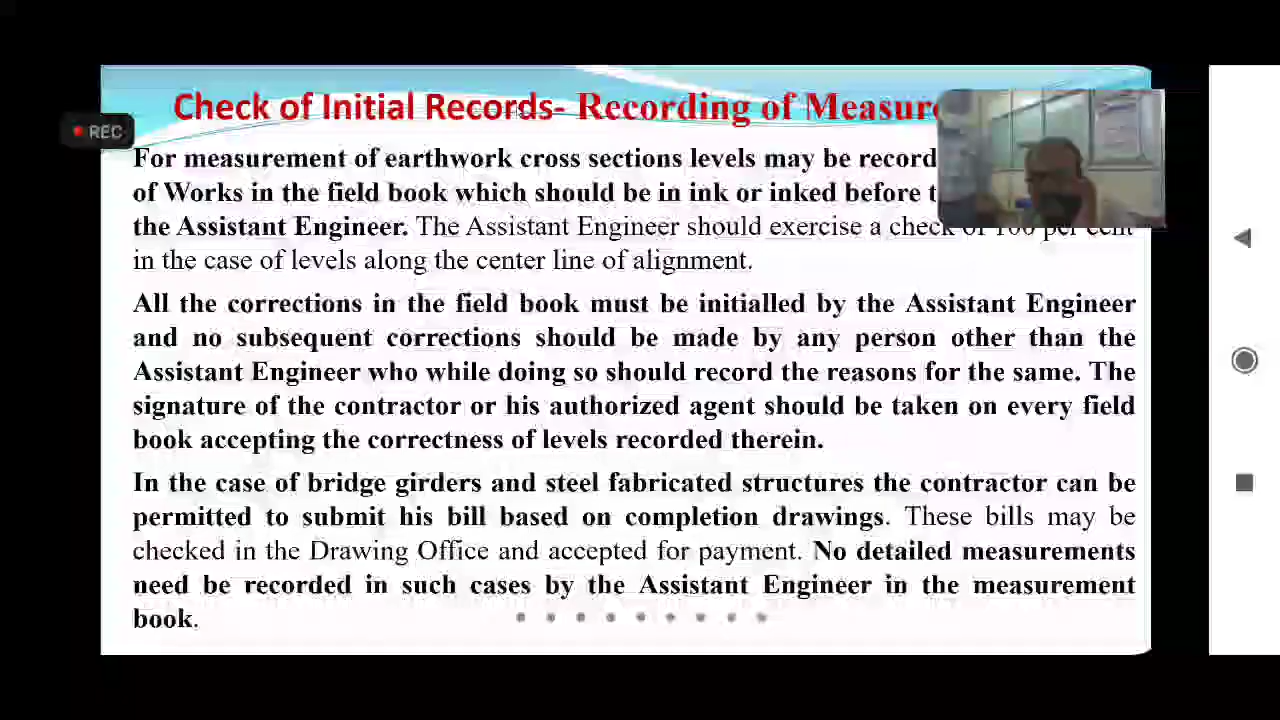 Check of Initial Records- Recording of Measure
REC
For measurement of earthwork cross sections levels may be record
of Works in the field book which should be in ink or inked before t
the Assistant Engineer. The Assistant Engineer should exercise a check of 100 per cent
in the case of levels along the center line of alignment.
All the corrections in the field book must be initialled by the Assistant Engineer
and no subsequent corrections should be made by any person other than the
Assistant Engineer who while doing so should record the reasons for the same. The
signature of the contractor or his authorized agent should be taken on every field
book accepting the correctness of levels recorded therein.
In the case of bridge girders and steel fabricated structures the contractor can be
permitted to submit his bill based on completion drawings. These bills may be
checked in the Drawing Office and accepted for payment. No detailed measurements
need be recorded in such cases by the Assistant Engineer in the measurement
book.